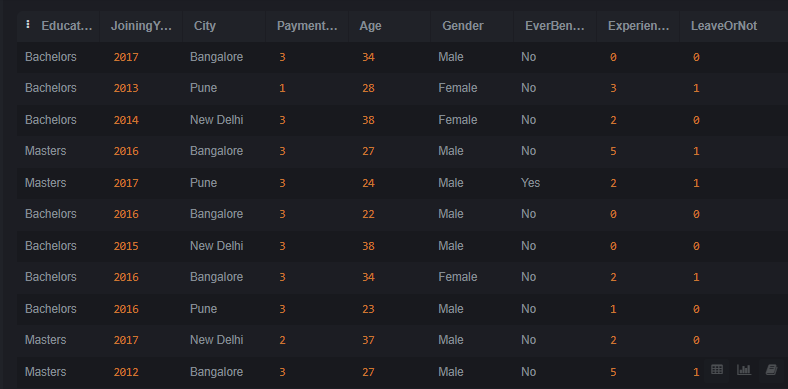 Educat... JoiningY... City Payment... Age Gender EverBen... Experien... LeaveOrNot
Bachelors 2017 Bangalore 3 34 Male No 0 0
Bachelors 2013 Pune 1 28 Female No 3 1
Bachelors 2014 New Delhi 3 38 Female No 2 0
Masters 2016 Bangalore 3 27 Male No 5 1
Masters 2017 Pune 3 24 Male Yes 2 1
Bachelors 2016 Bangalore 3 22 Male No 0 0
Bachelors 2015 New Delhi 3 38 Male No 0 0
Bachelors 2016 Bangalore 3 34 Female No 2 1
Bachelors 2016 Pune 3 23 Male No 1 0
Masters 2017 New Delhi 2 37 Male No 2 0
Masters 2012 Bangalore 3 27 Male No 5 1